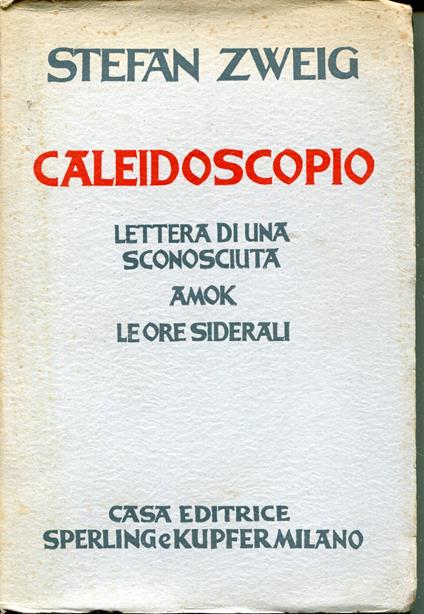 STEFAN ZWEIG
CALEIDOSCOPIO
LETTERA DI UNA
SCONOSCIUTA
AMOK
LE ORE SIDERALI
CASA EDITRICE
SPERLING e KUPFER MILANO